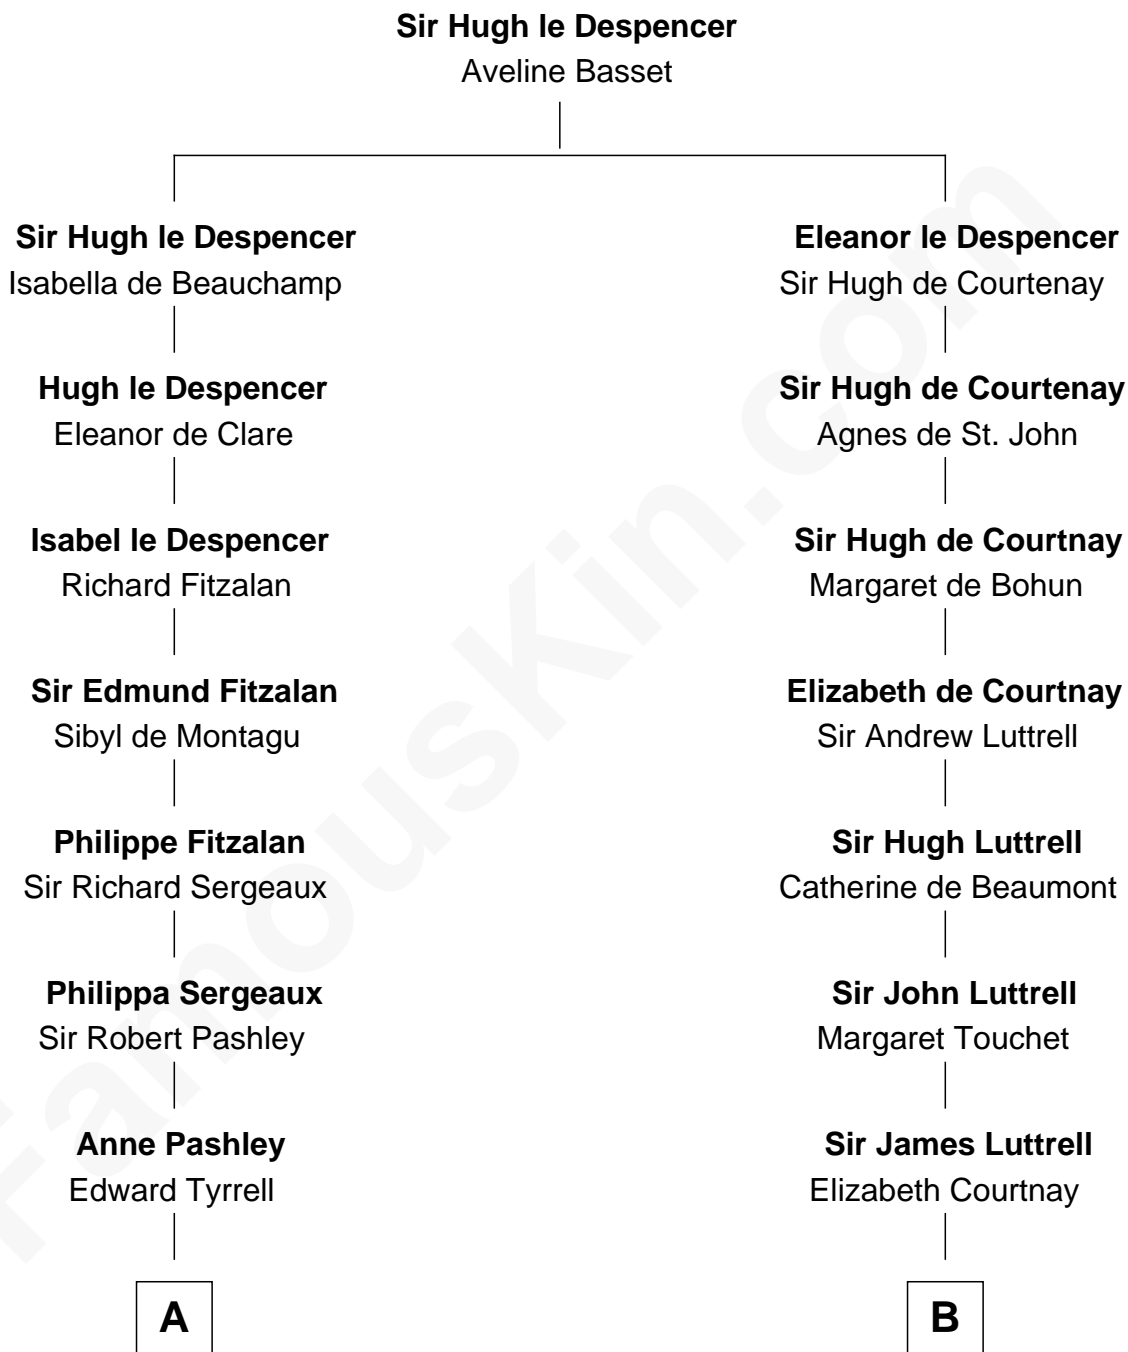 Sir Hugh le Despencer
Aveline Basset
Sir Hugh le Despencer
Isabella de Beauchamp
Eleanor le Despencer
Sir Hugh de Courtenay
Hugh le Despencer
Eleanor de Clare
Sir Hugh de Courtenay
Agnes de St. John
Isabel le Despencer
Richard Fitzalan
Sir Hugh de Courtnay
Margaret de Bohun
Sir Edmund Fitzalan
Sibyl de Montagu
Elizabeth de Courtnay
Sir Andrew Luttrell
Philippe Fitzalan
Sir Richard Sergeaux
Sir Hugh Luttrell
Catherine de Beaumont
Philippa Sergeaux
Sir Robert Pashley
Sir John Luttrell
Margaret Touchet
Anne Pashley
Edward Tyrrell
Sir James Luttrell
Elizabeth Courtnay
A
B
FamousKin.com